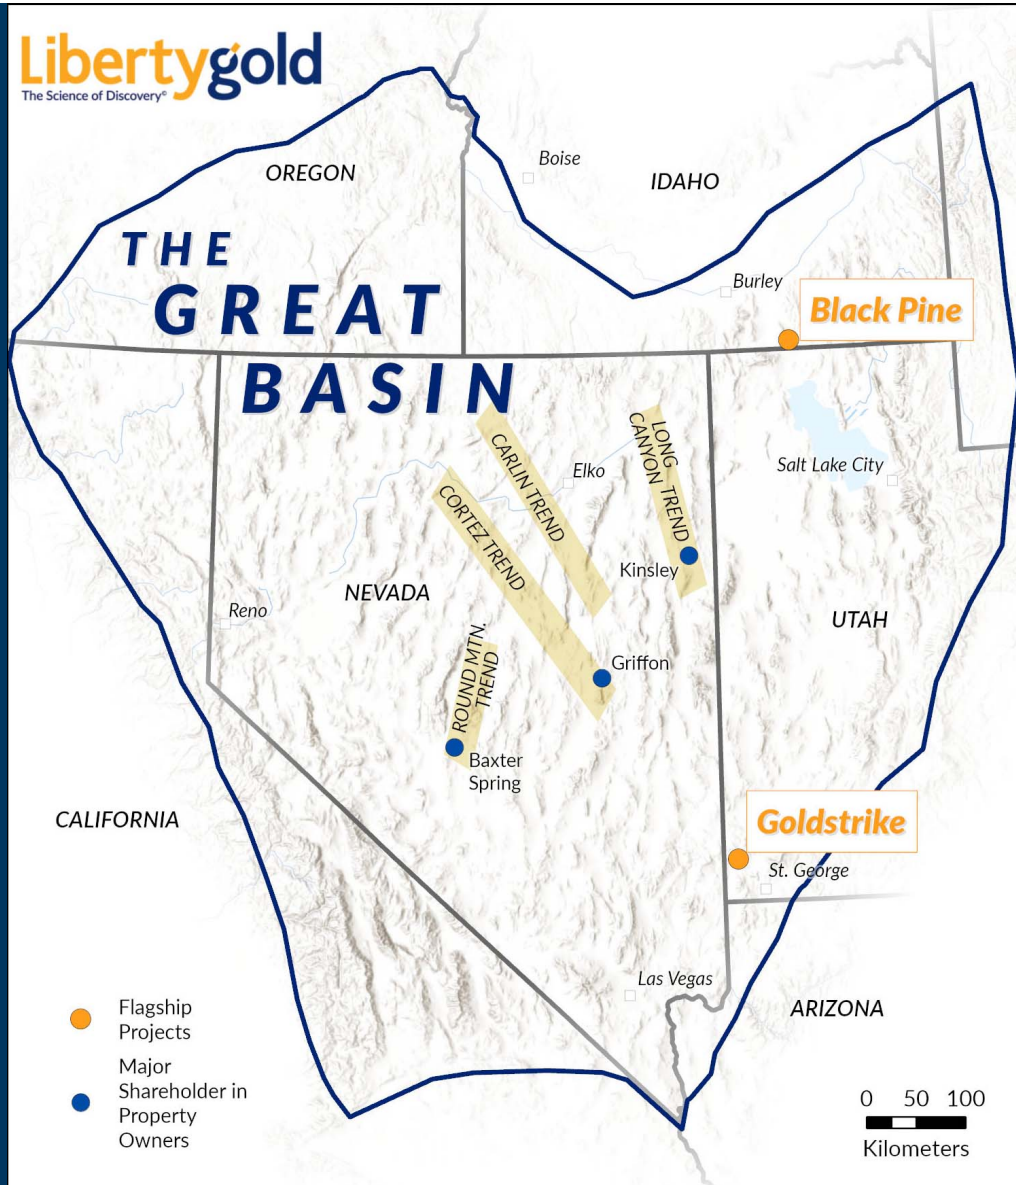 Libertygold
The Science of Discovery©
OREGON
Boise
IDAHO
THE
GREAT
BASIN
Burley
Black Pine
CARLIN TREND
LONG
CANYON TREND
Elko
Salt Lake City
CORTEZ TREND
Kinsley
NEVADA
Reno
UTAH
ROUND MTN.
TREND
Griffon
Baxter
Spring
CALIFORNIA
Goldstrike
St. George
Las Vegas
ARIZONA
Flagship
Projects
Major
Shareholder in
Property
Owners
0 50 100
Kilometers